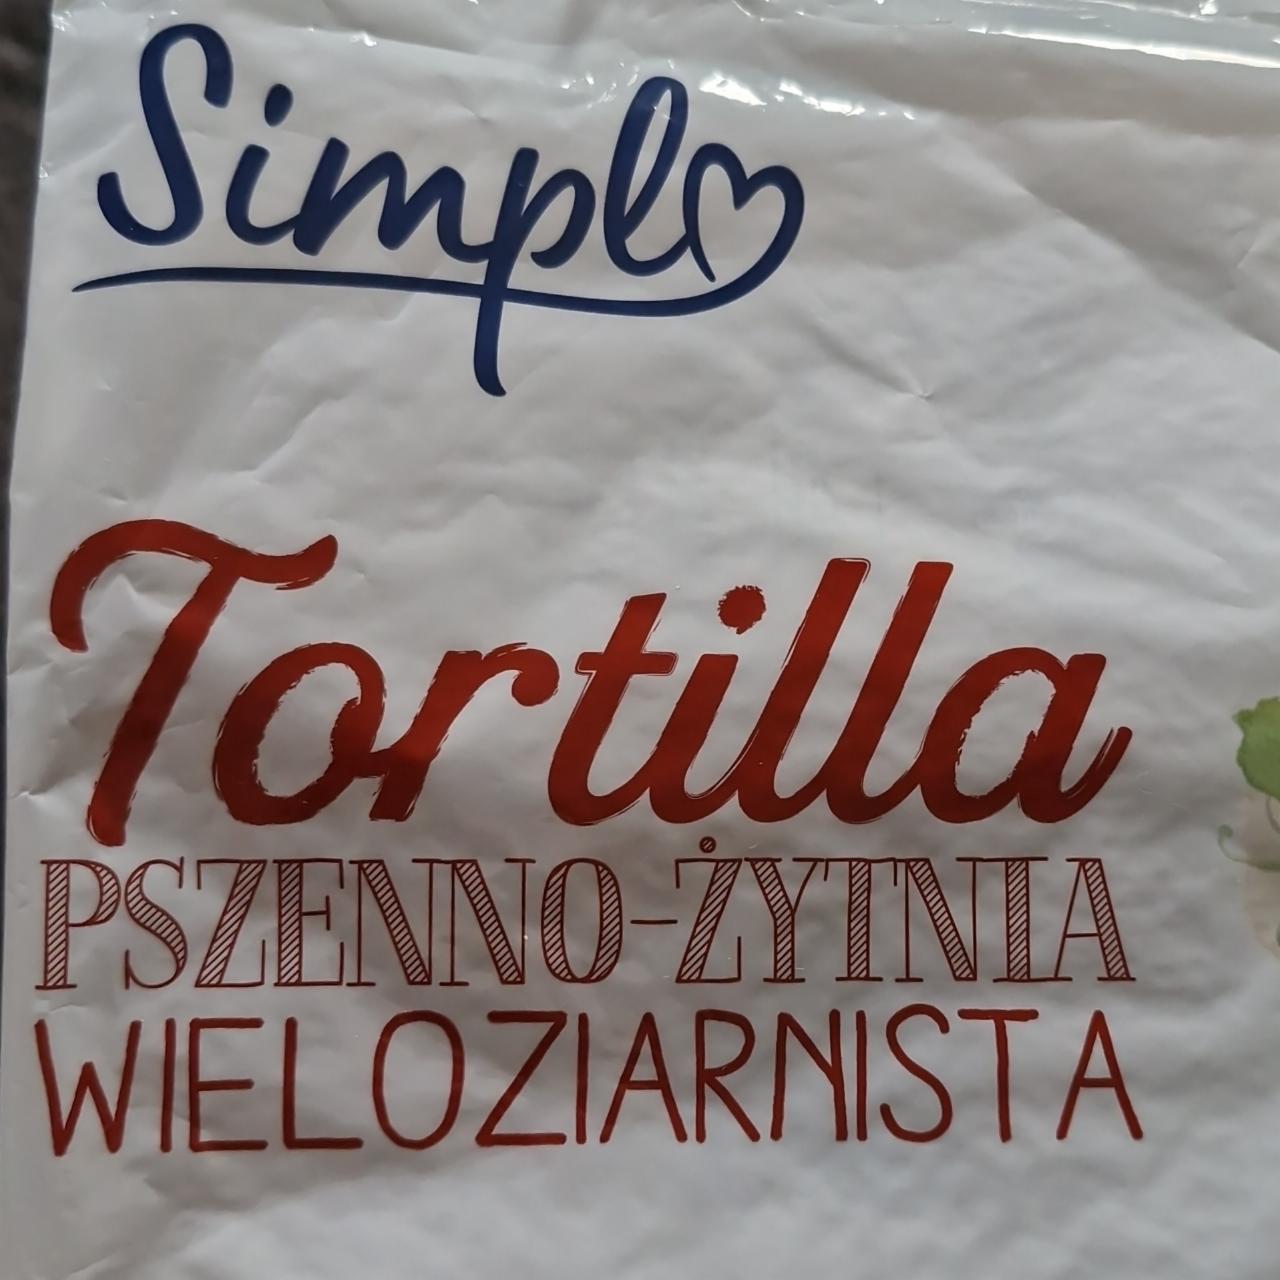 Simpl
Tortilla
PSZENNO-ŻYTNIA
WIELOZIARNISTA